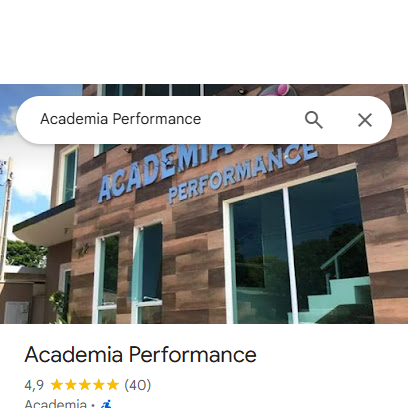 Academia Performance
ACADEMIA
PERFORMANCE
Academia Performance
4,9 (40)
Academia ·